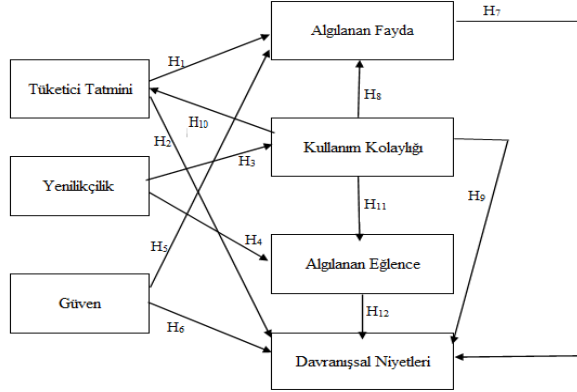 H7
Algılanan Fayda
H1
Tüketici Tatmini
H8
H10
H2
Kullanım Kolaylığı
H3
Yenilikçilik
H9
H11
H4
H5
Algılanan Eğlence
Güven
H12
H6
Davranışsal Niyetleri